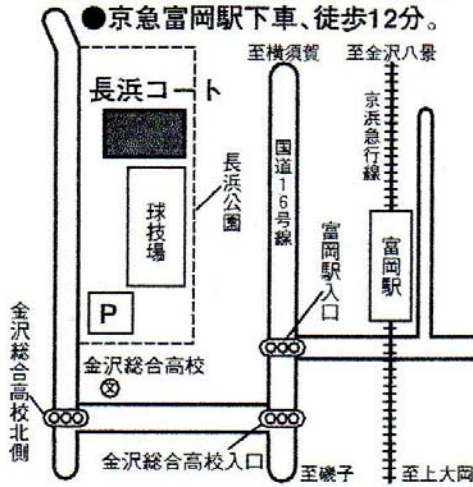 ●京急富岡駅下車、徒歩12分。
至横須賀
至金沢八景
長浜コート
京浜急行線
国道16号線
長浜公園
球技場
富岡駅入口
富岡駅
P
金沢総合高校北側
金沢総合高校
文
金沢総合高校入口
至磯子
至上大岡